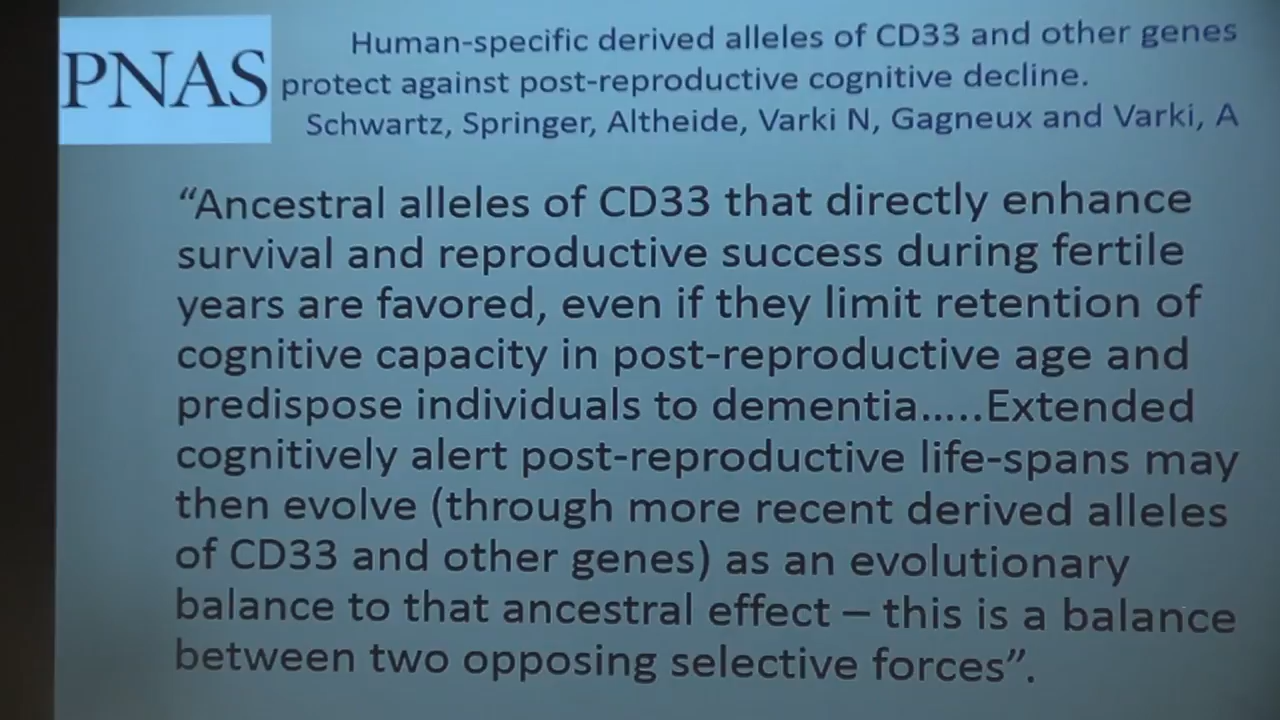 PNAS
Human-specific derived alleles of CD33 and other genes
protect against post-reproductive cognitive decline.
Schwartz, Springer, Altheide, Varki N, Gagneux and Varki, A
“Ancestral alleles of CD33 that directly enhance
survival and reproductive success during fertile
years are favored, even if they limit retention of
cognitive capacity in post-reproductive age and
predispose individuals to dementia.....Extended
cognitively alert post-reproductive life-spans may
then evolve (through more recent derived alleles
of CD33 and other genes) as an evolutionary
balance to that ancestral effect – this is a balance
between two opposing selective forces”.